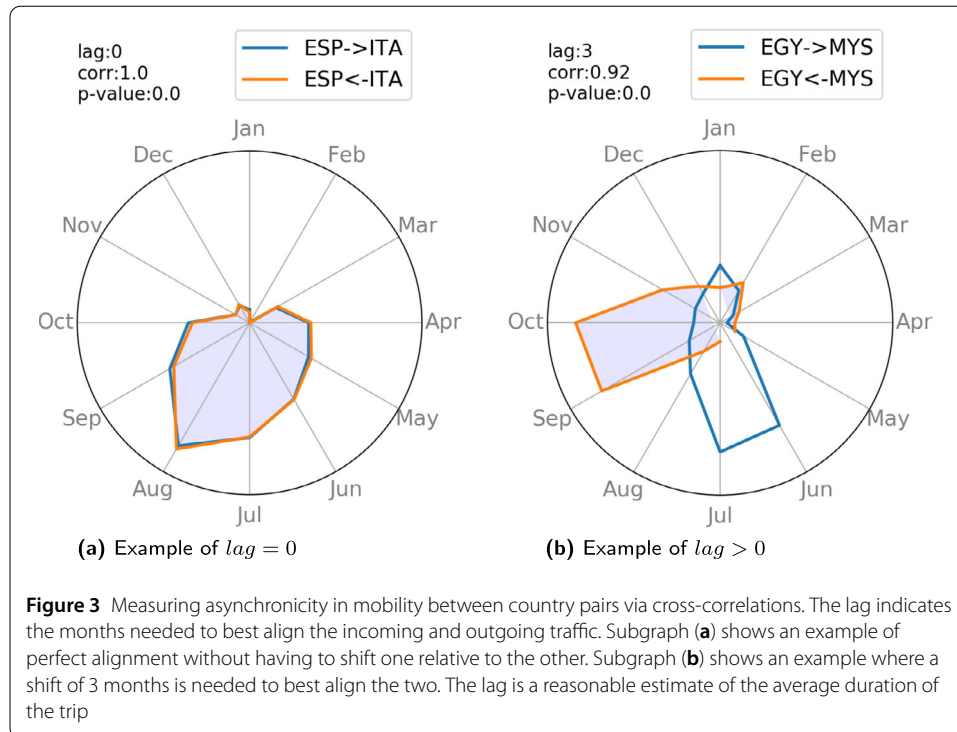 lag:0
corr:1.0
p-value:0.0
ESP->ITA
ESP<-ITA
Jan
Feb
Mar
Apr
May
Jun
Jul
Aug
Sep
Oct
Nov
Dec
(a) Example of lag = 0
lag:3
corr:0.92
p-value:0.0
EGY->MYS
EGY<-MYS
Jan
Feb
Mar
Apr
May
Jun
Jul
Aug
Sep
Oct
Nov
Dec
(b) Example of lag > 0
Figure 3 Measuring asynchronicity in mobility between country pairs via cross-correlations. The lag indicates
the months needed to best align the incoming and outgoing traffic. Subgraph (a) shows an example of
perfect alignment without having to shift one relative to the other. Subgraph (b) shows an example where a
shift of 3 months is needed to best align the two. The lag is a reasonable estimate of the average duration of
the trip